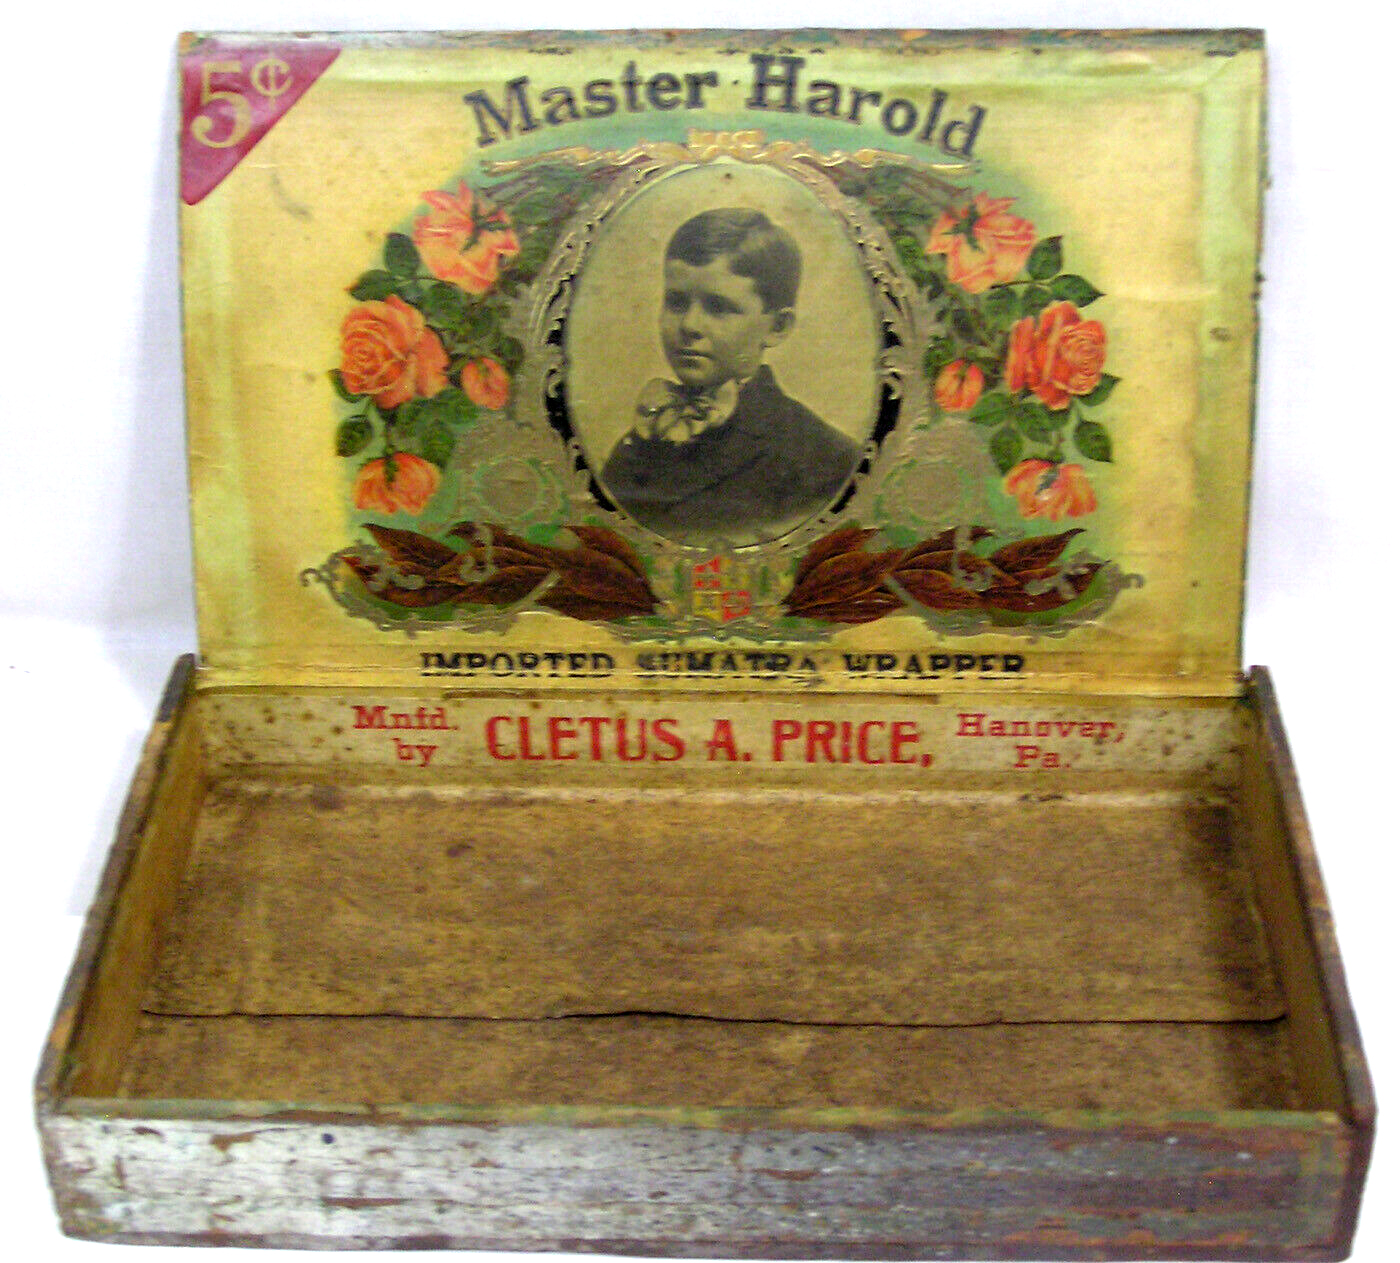 5¢
Master Harold
IMPORTED SUMATRA WRAPPER
Mnfd. by CLETUS A. PRICE, Hanover, Pa.